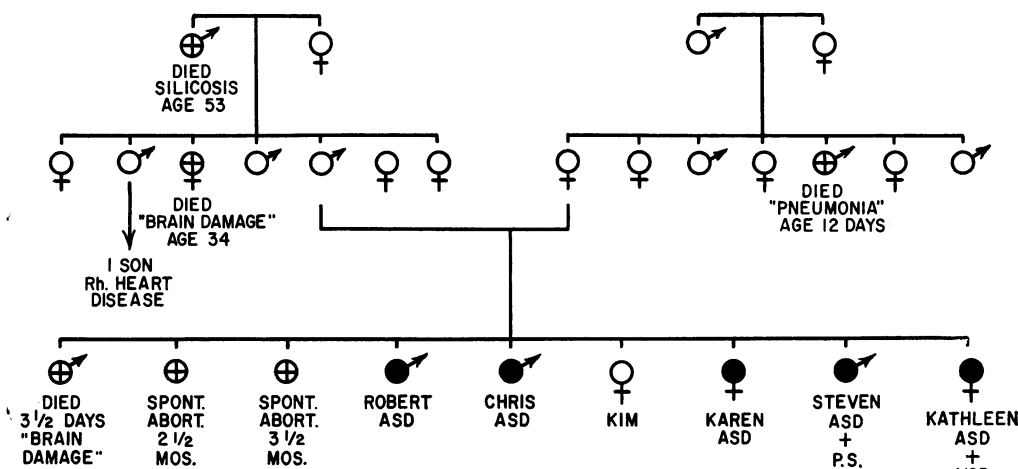 DIED
SILICOSIS
AGE 53
DIED
"BRAIN DAMAGE"
AGE 34
DIED
"PNEUMONIA"
AGE 12 DAYS
1 SON
Rh. HEART
DISEASE
DIED
3 1/2 DAYS
"BRAIN
DAMAGE"
SPONT.
ABORT.
2 1/2
MOS.
SPONT.
ABORT.
3 1/2
MOS.
ROBERT
ASD
CHRIS
ASD
KIM
KAREN
ASD
STEVEN
ASD
+
P.S.
KATHLEEN
ASD
+